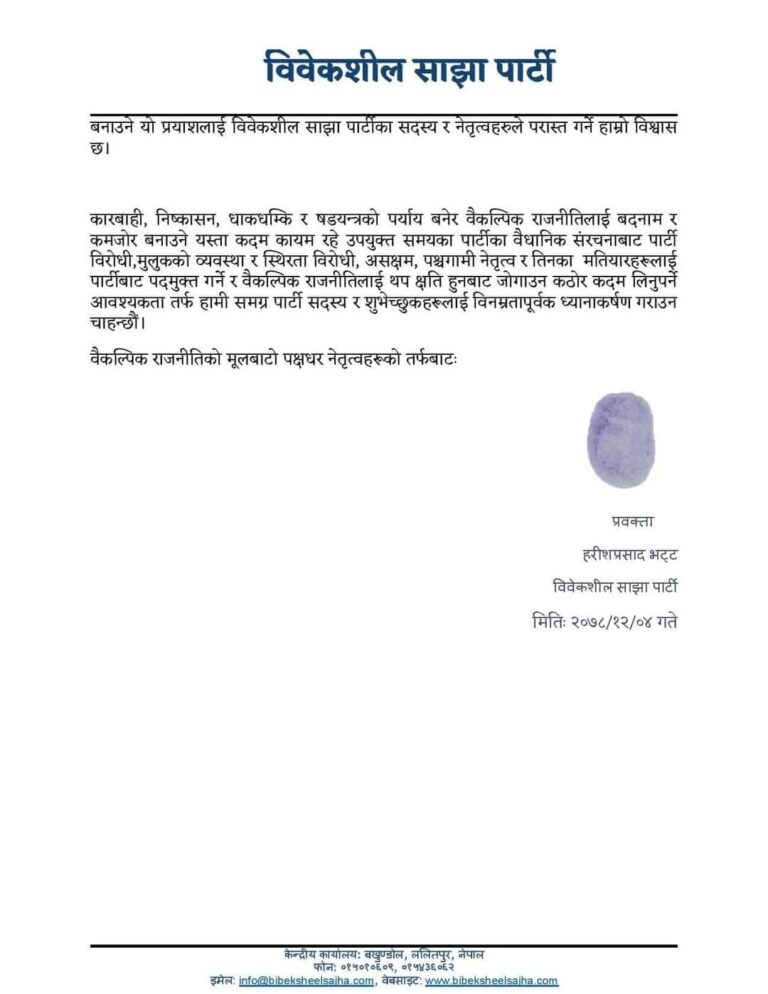 विवेकशील साझा पार्टी
बनाउने यो प्रयाशलाई विवेकशील साझा पार्टीका सदस्य र नेतृत्वहरुले परास्त गर्ने हाम्रो विश्वास
छ।
कारबाही, निष्कासन, धाकधम्कि र षडयन्त्रको पर्याय बनेर वैकल्पिक राजनीतिलाई बदनाम र
कमजोर बनाउने यस्ता कदम कायम रहे उपयुक्त समयका पार्टीका वैधानिक संरचनाबाट पार्टी
विरोधी,मुलुकको व्यवस्था र स्थिरता विरोधी, असक्षम, पश्चगामी नेतृत्व र तिनका मतियारहरूलाई
पार्टीबाट पदमुक्त गर्ने र वैकल्पिक राजनीतिलाई थप क्षति हुनबाट जोगाउन कठोर कदम लिनुपर्ने
आवश्यकता तर्फ हामी समग्र पार्टी सदस्य र शुभेच्छुकहरूलाई विनम्रतापूर्वक ध्यानाकर्षण गराउन
चाहन्छौं।
वैकल्पिक राजनीतिको मूलबाटो पक्षधर नेतृत्वहरूको तर्फबाटः
प्रवक्ता
हरीशप्रसाद भट्ट
विवेकशील साझा पार्टी
मितिः २०७८/१२/०४ गते
केन्द्रीय कार्यालय: बखुण्डोल, ललितपुर, नेपाल
फोन: ०१५०१०६०९, ०१५४३६०६२
इमेल: info@bibeksheelsajha.com, वेबसाइट: www.bibeksheelsajha.com